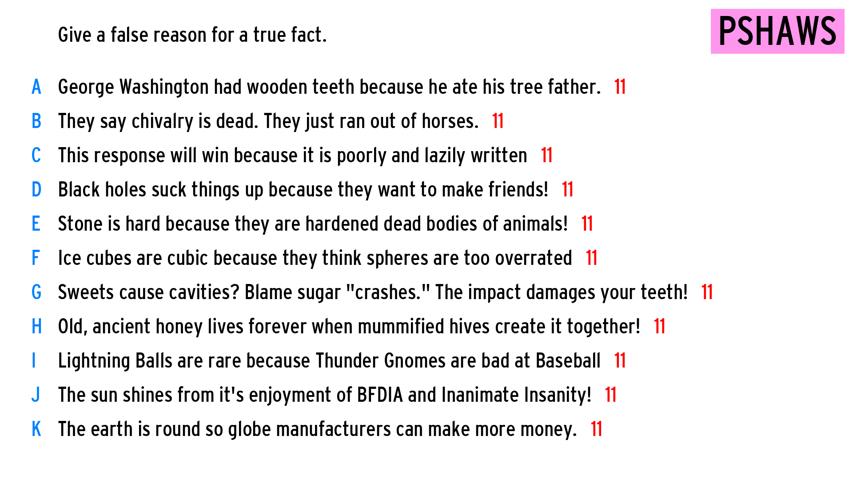 Give a false reason for a true fact.
PSHAWS
A George Washington had wooden teeth because he ate his tree father. 11
B They say chivalry is dead. They just ran out of horses. 11
C This response will win because it is poorly and lazily written 11
D Black holes suck things up because they want to make friends! 11
E Stone is hard because they are hardened dead bodies of animals! 11
F Ice cubes are cubic because they think spheres are too overrated 11
G Sweets cause cavities? Blame sugar "crashes." The impact damages your teeth! 11
H Old, ancient honey lives forever when mummified hives create it together! 11
I Lightning Balls are rare because Thunder Gnomes are bad at Baseball 11
J The sun shines from it's enjoyment of BFDIA and Inanimate Insanity! 11
K The earth is round so globe manufacturers can make more money. 11